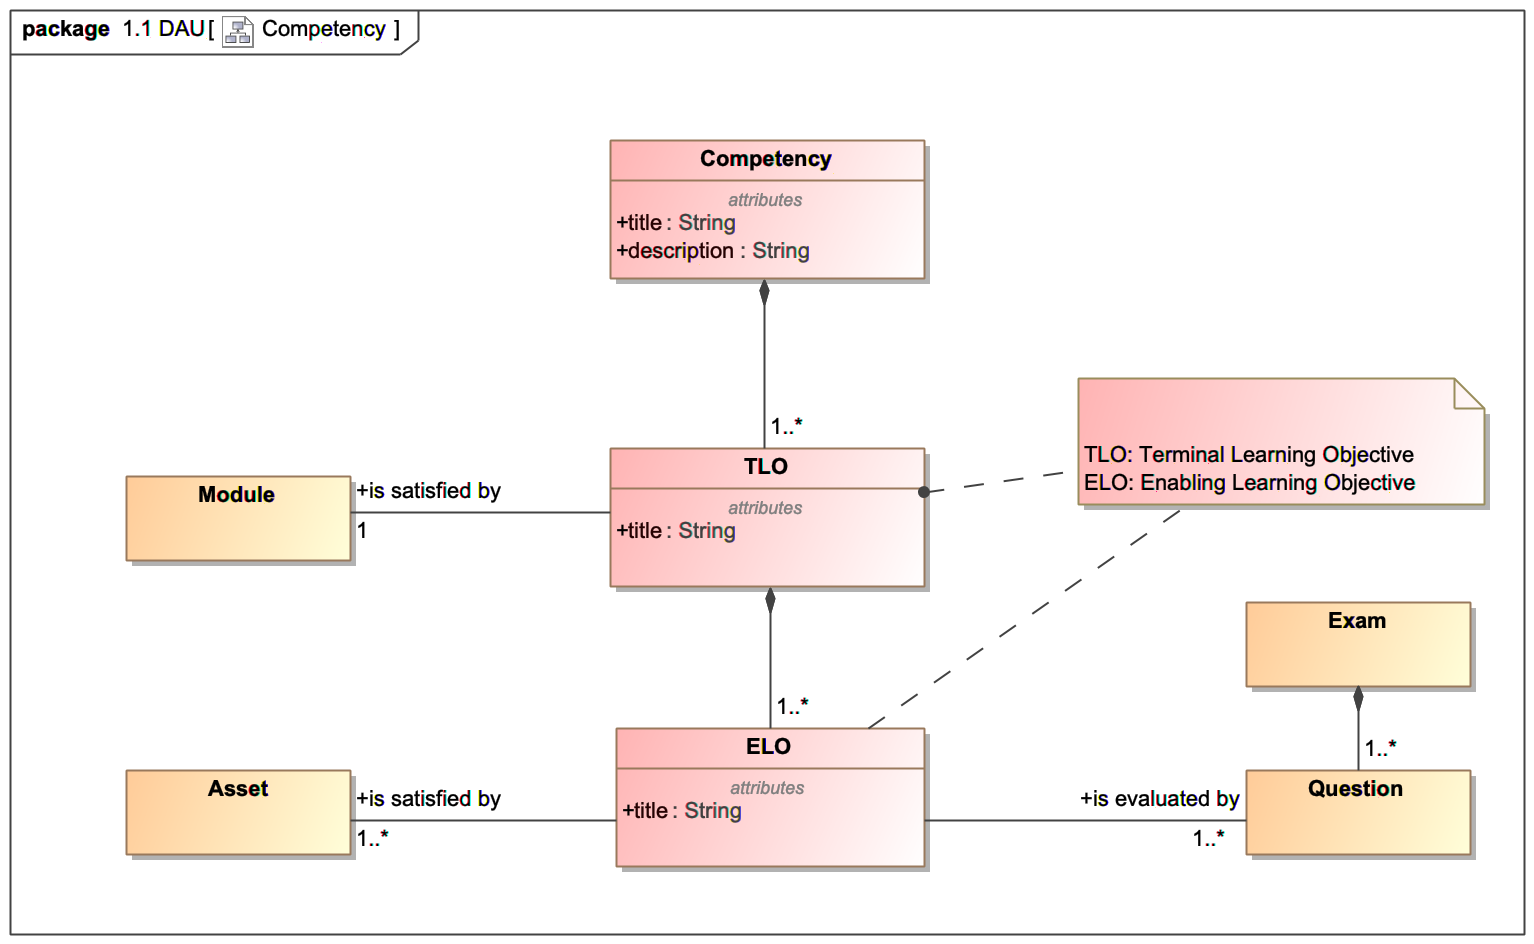 package 1.1 DAU[ Competency ]
Competency
attributes
+title : String
+description : String
1..*
TLO
attributes
+title : String
TLO: Terminal Learning Objective
ELO: Enabling Learning Objective
Module
+is satisfied by
1
Exam
1..*
1..*
ELO
attributes
+title : String
Asset
+is satisfied by
1..*
+is evaluated by
1..*
Question